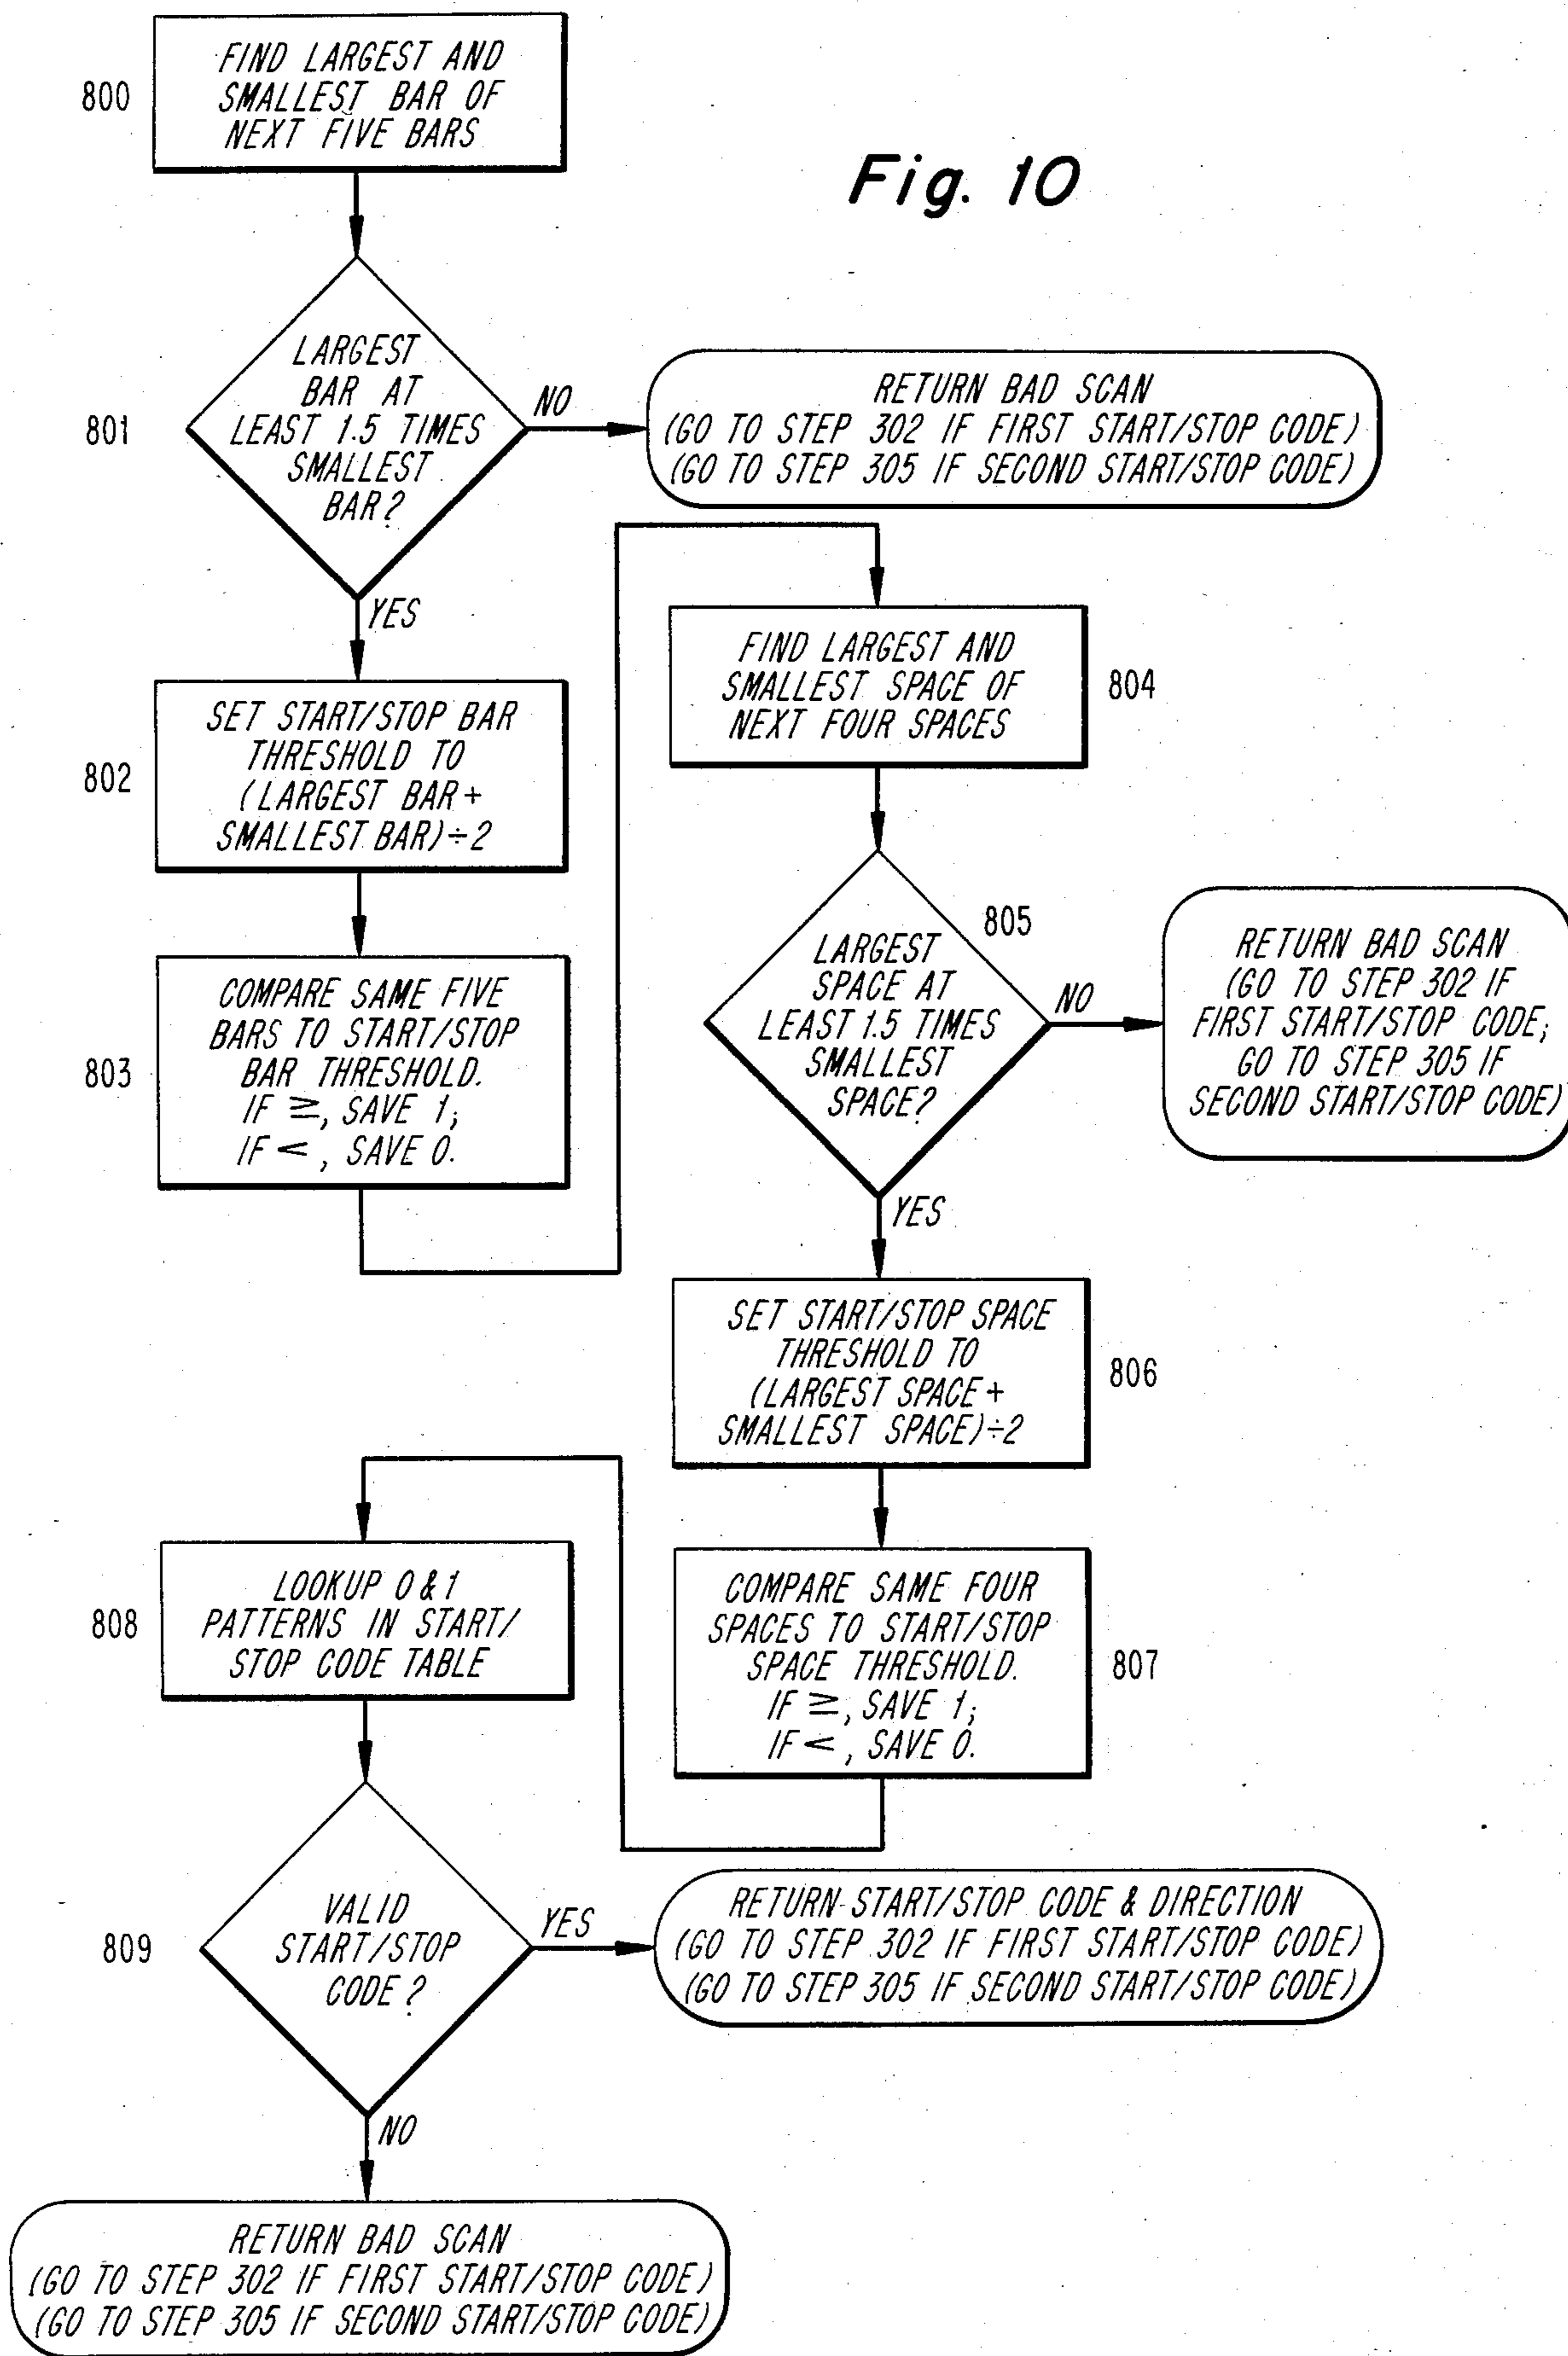 800
FIND LARGEST AND
SMALLEST BAR OF
NEXT FIVE BARS
Fig. 10
801
LARGEST
BAR AT
LEAST 1.5 TIMES
SMALLEST
BAR?
NO
RETURN BAD SCAN
(GO TO STEP 302 IF FIRST START/STOP CODE)
(GO TO STEP 305 IF SECOND START/STOP CODE)
YES
802
SET START/STOP BAR
THRESHOLD TO
(LARGEST BAR +
SMALLEST BAR) ÷ 2
803
COMPARE SAME FIVE
BARS TO START/STOP
BAR THRESHOLD.
IF ≥, SAVE 1;
IF <, SAVE 0.
FIND LARGEST AND
SMALLEST SPACE OF
NEXT FOUR SPACES
804
805
LARGEST
SPACE AT
LEAST 1.5 TIMES
SMALLEST
SPACE?
NO
RETURN BAD SCAN
(GO TO STEP 302 IF
FIRST START/STOP CODE;
GO TO STEP 305 IF
SECOND START/STOP CODE)
YES
SET START/STOP SPACE
THRESHOLD TO
(LARGEST SPACE +
SMALLEST SPACE) ÷ 2
806
COMPARE SAME FOUR
SPACES TO START/STOP
SPACE THRESHOLD.
IF ≥, SAVE 1;
IF <, SAVE 0.
807
808
LOOKUP 0 & 1
PATTERNS IN START/
STOP CODE TABLE
809
VALID
START/STOP
CODE?
YES
RETURN START/STOP CODE & DIRECTION
(GO TO STEP 302 IF FIRST START/STOP CODE)
(GO TO STEP 305 IF SECOND START/STOP CODE)
NO
RETURN BAD SCAN
(GO TO STEP 302 IF FIRST START/STOP CODE)
(GO TO STEP 305 IF SECOND START/STOP CODE)